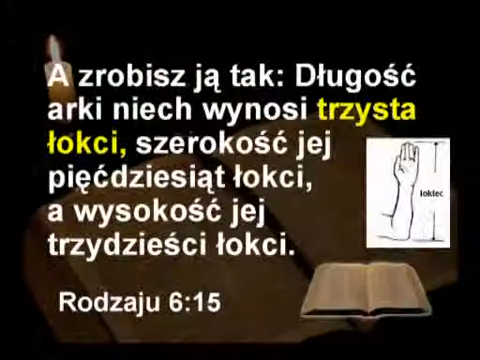 A zrobisz ją tak: Długość
arki niech wynosi trzysta
łokci, szerokość jej
pięćdziesiąt łokci,
a wysokość jej
trzydzieści łokci.
łokieć
Rodzaju 6:15